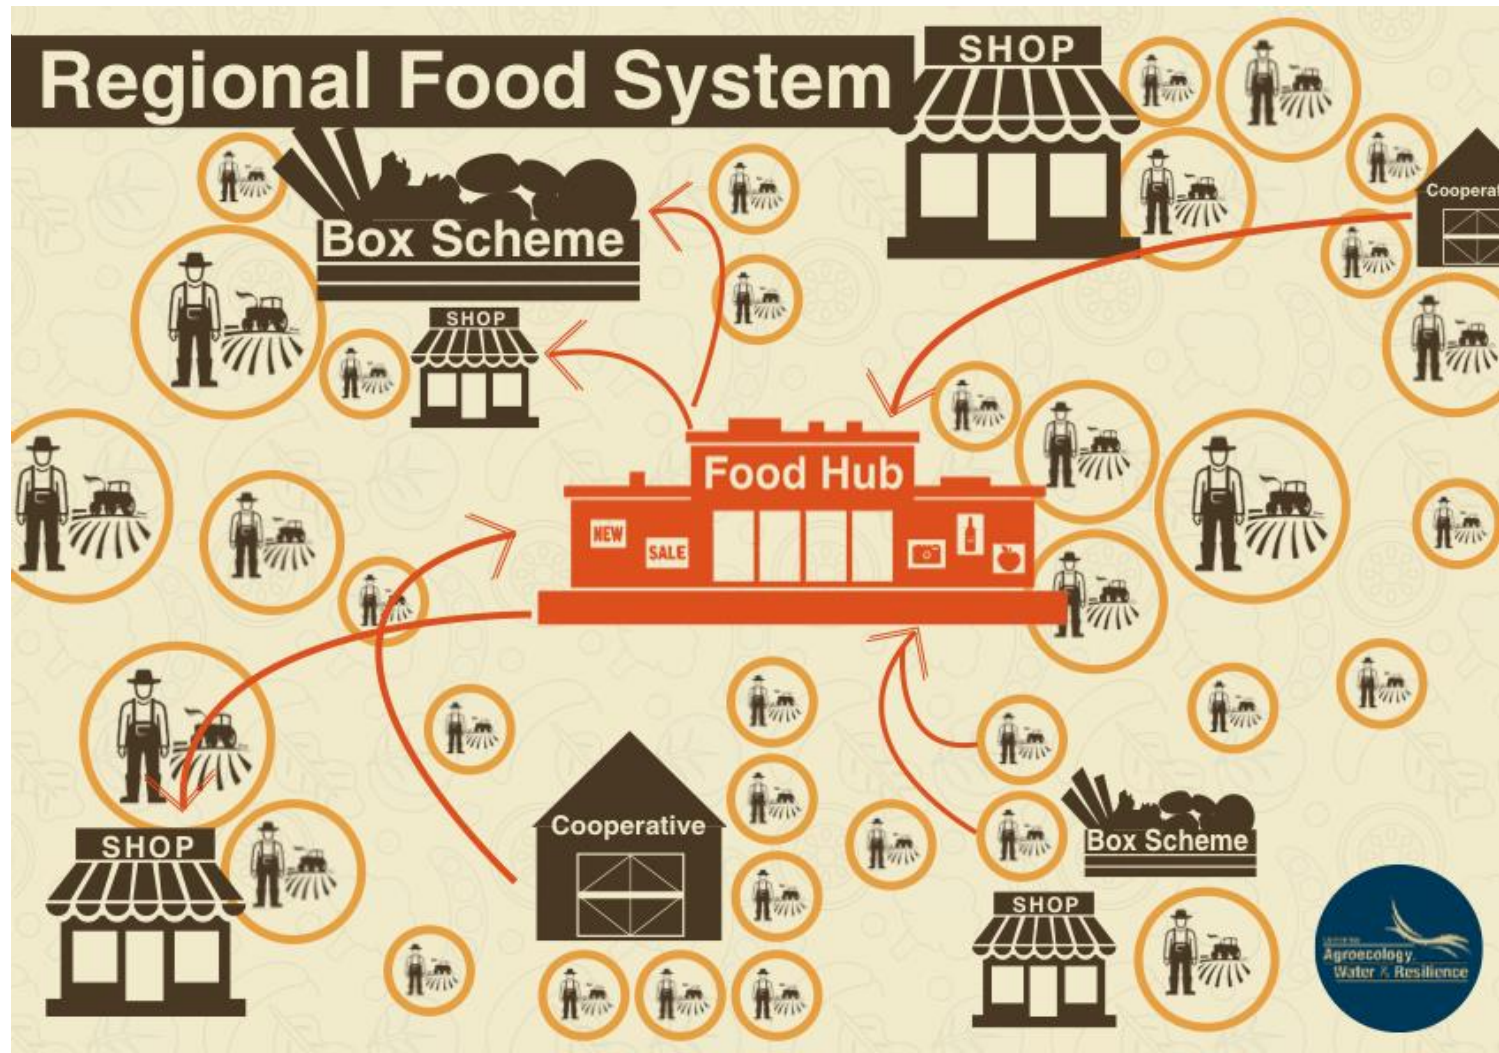 Regional Food System
SHOP
Cooperat
Box Scheme
SHOP
Food Hub
NEW
SALE
SHOP
Cooperative
Box Scheme
SHOP
Agroecology,
Water & Resilience